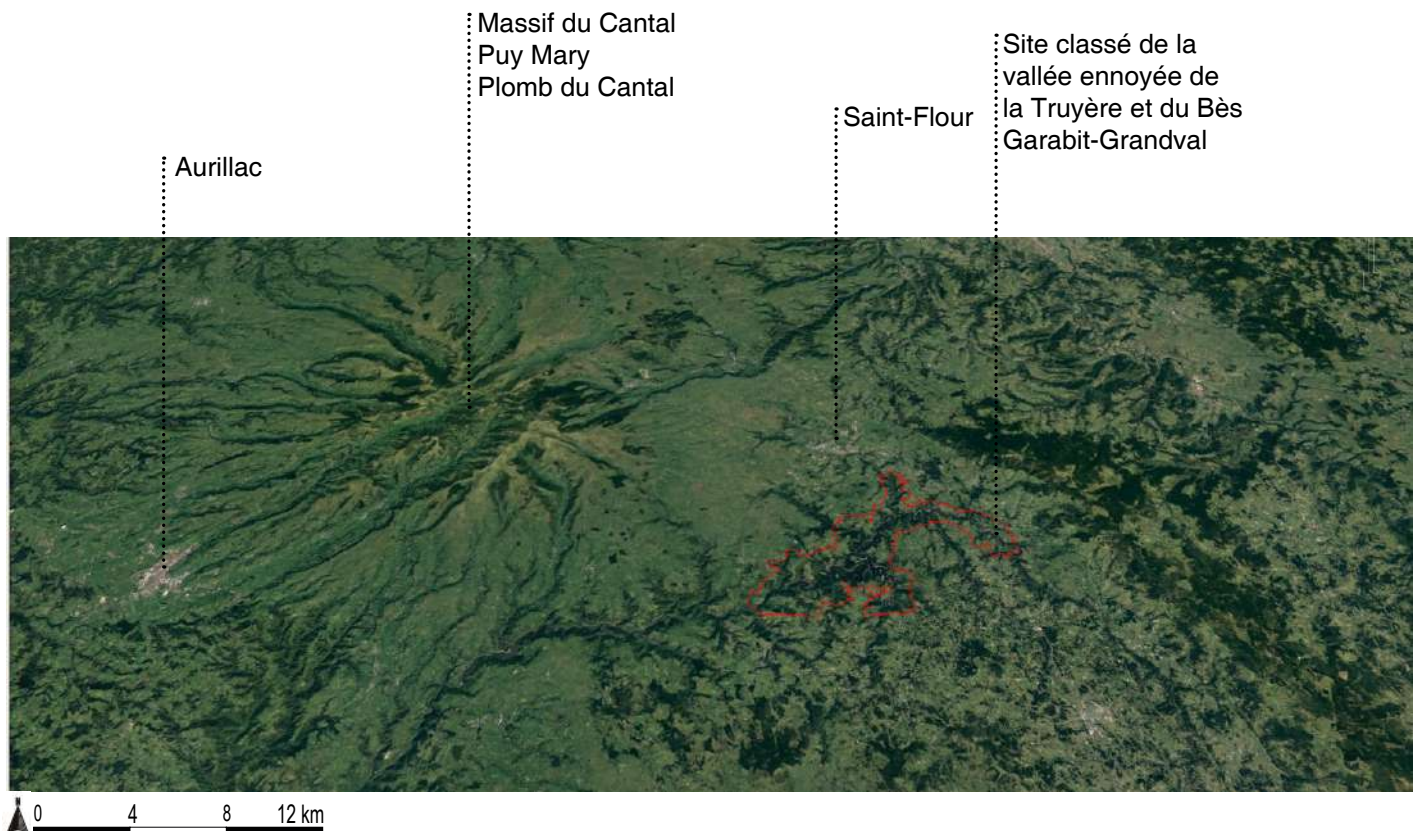 Massif du Cantal
Puy Mary
Plomb du Cantal
Site classé de la
vallée ennoyée de
la Truyère et du Bès
Garabit-Grandval
Saint-Flour
Aurillac
0 4 8 12 km